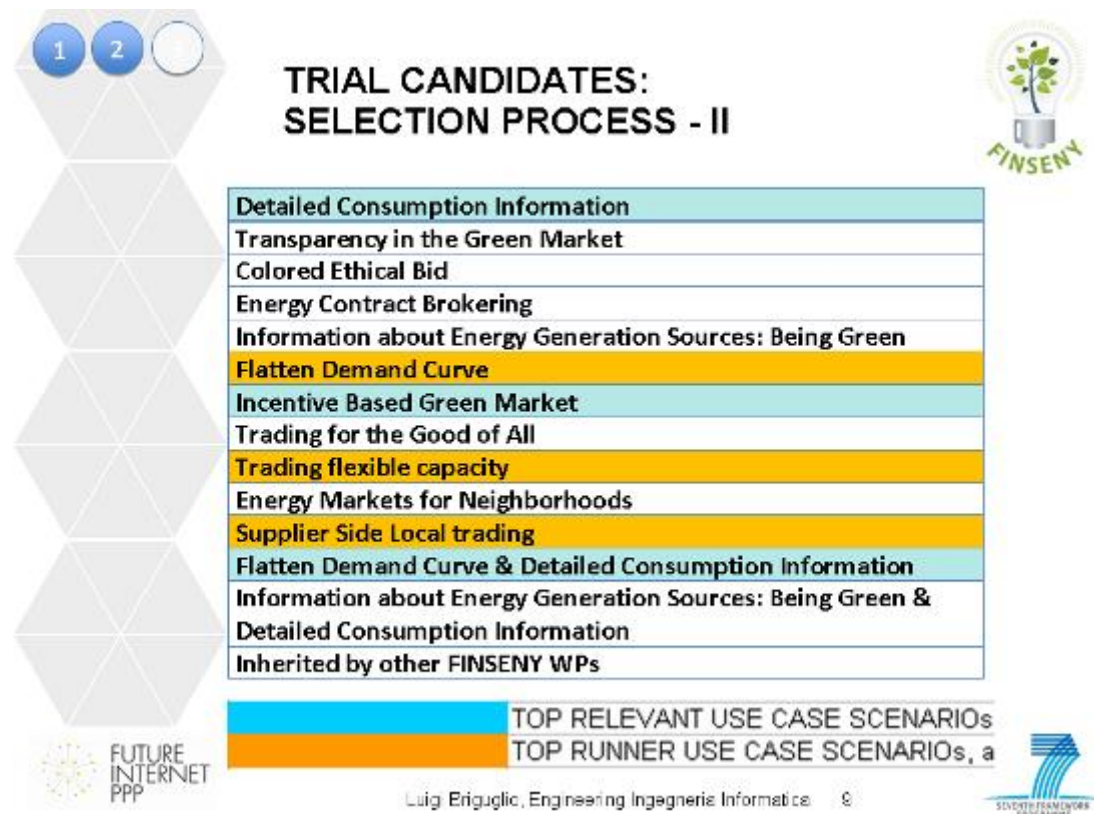 1 2 3
TRIAL CANDIDATES:
SELECTION PROCESS - II
FINSENY
Detailed Consumption Information
Transparency in the Green Market
Colored Ethical Bid
Energy Contract Brokering
Information about Energy Generation Sources: Being Green
Flatten Demand Curve
Incentive Based Green Market
Trading for the Good of All
Trading flexible capacity
Energy Markets for Neighborhoods
Supplier Side Local trading
Flatten Demand Curve & Detailed Consumption Information
Information about Energy Generation Sources: Being Green &
Detailed Consumption Information
Inherited by other FINSENY WPs
TOP RELEVANT USE CASE SCENARIOs
TOP RUNNER USE CASE SCENARIOs, a
FUTURE
INTERNET
PPP
Luigi Briguglio, Engineering Ingegneria Informatica 9
SEVENTH FRAMEWORK
PROGRAMME